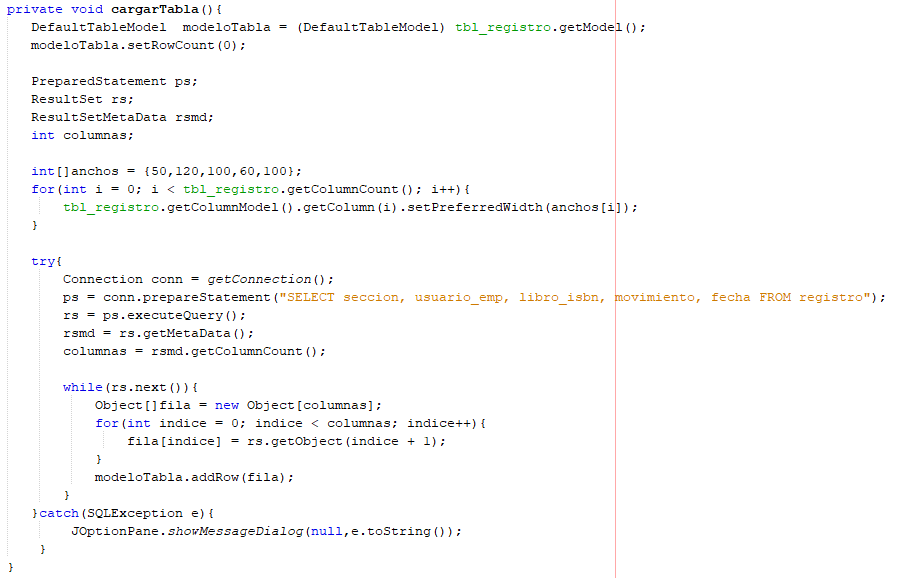 private void cargarTabla(){
DefaultTableModel  modeloTabla = (DefaultTableModel) tbl_registro.getModel();
modeloTabla.setRowCount(0);
PreparedStatement ps;
ResultSet rs;
ResultSetMetaData rsmd;
int columnas;
int[]anchos = {50,120,100,60,100};
for(int i = 0; i < tbl_registro.getColumnCount(); i++){
tbl_registro.getColumnModel().getColumn(i).setPreferredWidth(anchos[i]);
}
try{
Connection conn = getConnection();
ps = conn.prepareStatement("SELECT seccion, usuario_emp, libro_isbn, movimiento, fecha FROM registro");
rs = ps.executeQuery();
rsmd = rs.getMetaData();
columnas = rsmd.getColumnCount();
while(rs.next()){
Object[]fila = new Object[columnas];
for(int indice = 0; indice < columnas; indice++){
fila[indice] = rs.getObject(indice + 1);
}
modeloTabla.addRow(fila);
}
}catch(SQLException e){
JOptionPane.showMessageDialog(null,e.toString());
}
}